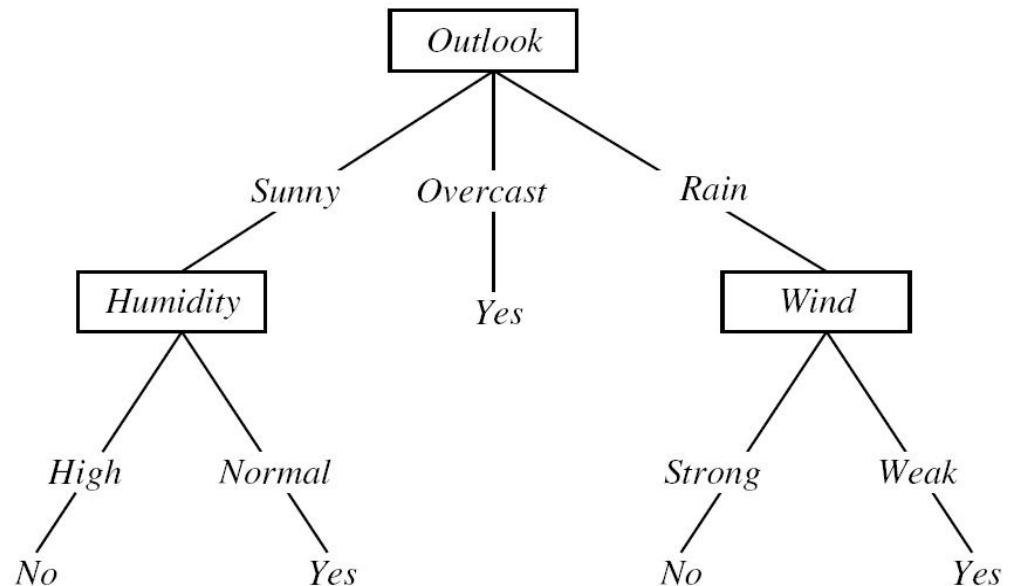 Outlook
Sunny Overcast Rain
Humidity Yes Wind
High Normal Strong Weak
No Yes No Yes